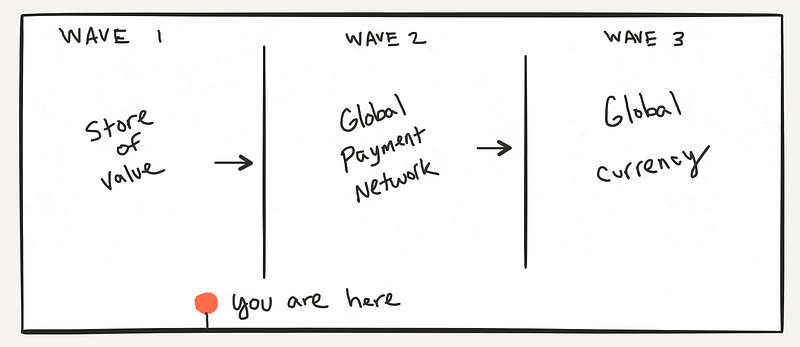 WAVE 1
Store
of
value
WAVE 2
Global
Payment
Network
WAVE 3
Global
currency
you are here